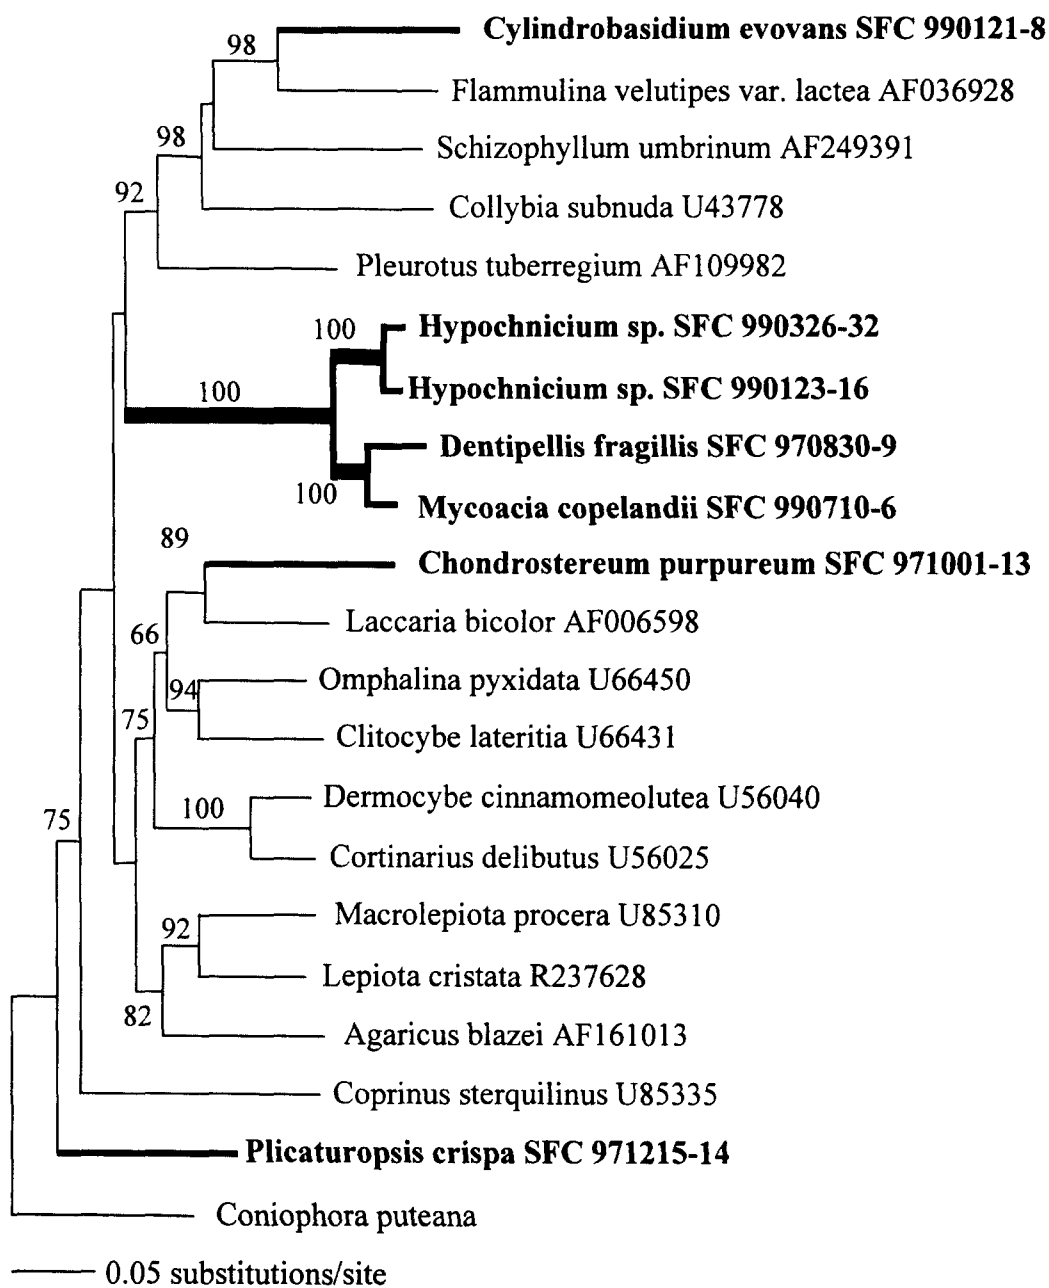 98
Cylindrobasidium evovans SFC 990121-8
Flammulina velutipes var. lactea AF036928
98
Schizophyllum umbrinum AF249391
92
Collybia subnuda U43778
Pleurotus tuberregium AF109982
100
Hypochnicium sp. SFC 990326-32
100
Hypochnicium sp. SFC 990123-16
Dentipellis fragillis SFC 970830-9
100
Mycoacia copelandii SFC 990710-6
89
Chondrostereum purpureum SFC 971001-13
66
Laccaria bicolor AF006598
94
Omphalina pyxidata U66450
75
Clitocybe lateritia U66431
100
Dermocybe cinnamomeolutea U56040
75
Cortinarius delibutus U56025
92
Macrolepiota procera U85310
Lepiota cristata R237628
82
Agaricus blazei AF161013
Coprinus sterquilinus U85335
Plicaturopsis crispa SFC 971215-14
Coniophora puteana
0.05 substitutions/site